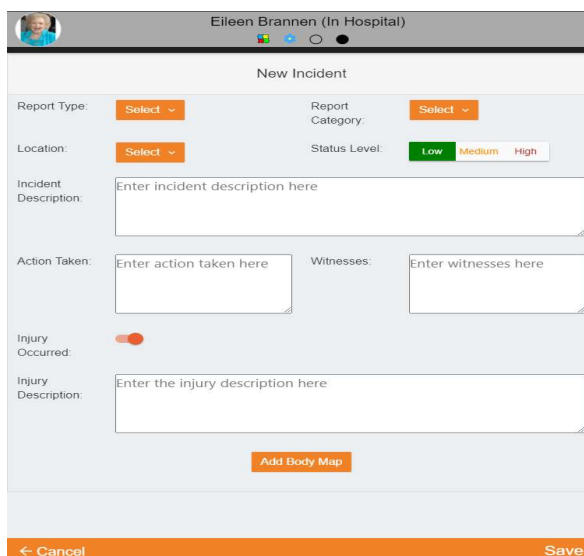 Eileen Brannen (In Hospital)
New Incident
Report Type: Select Report Category: Select
Location: Select Status Level: Low Medium High
Incident Description: Enter incident description here
Action Taken: Enter action taken here Witnesses: Enter witnesses here
Injury Occurred:
Injury Description: Enter the injury description here
Add Body Map
← Cancel Save